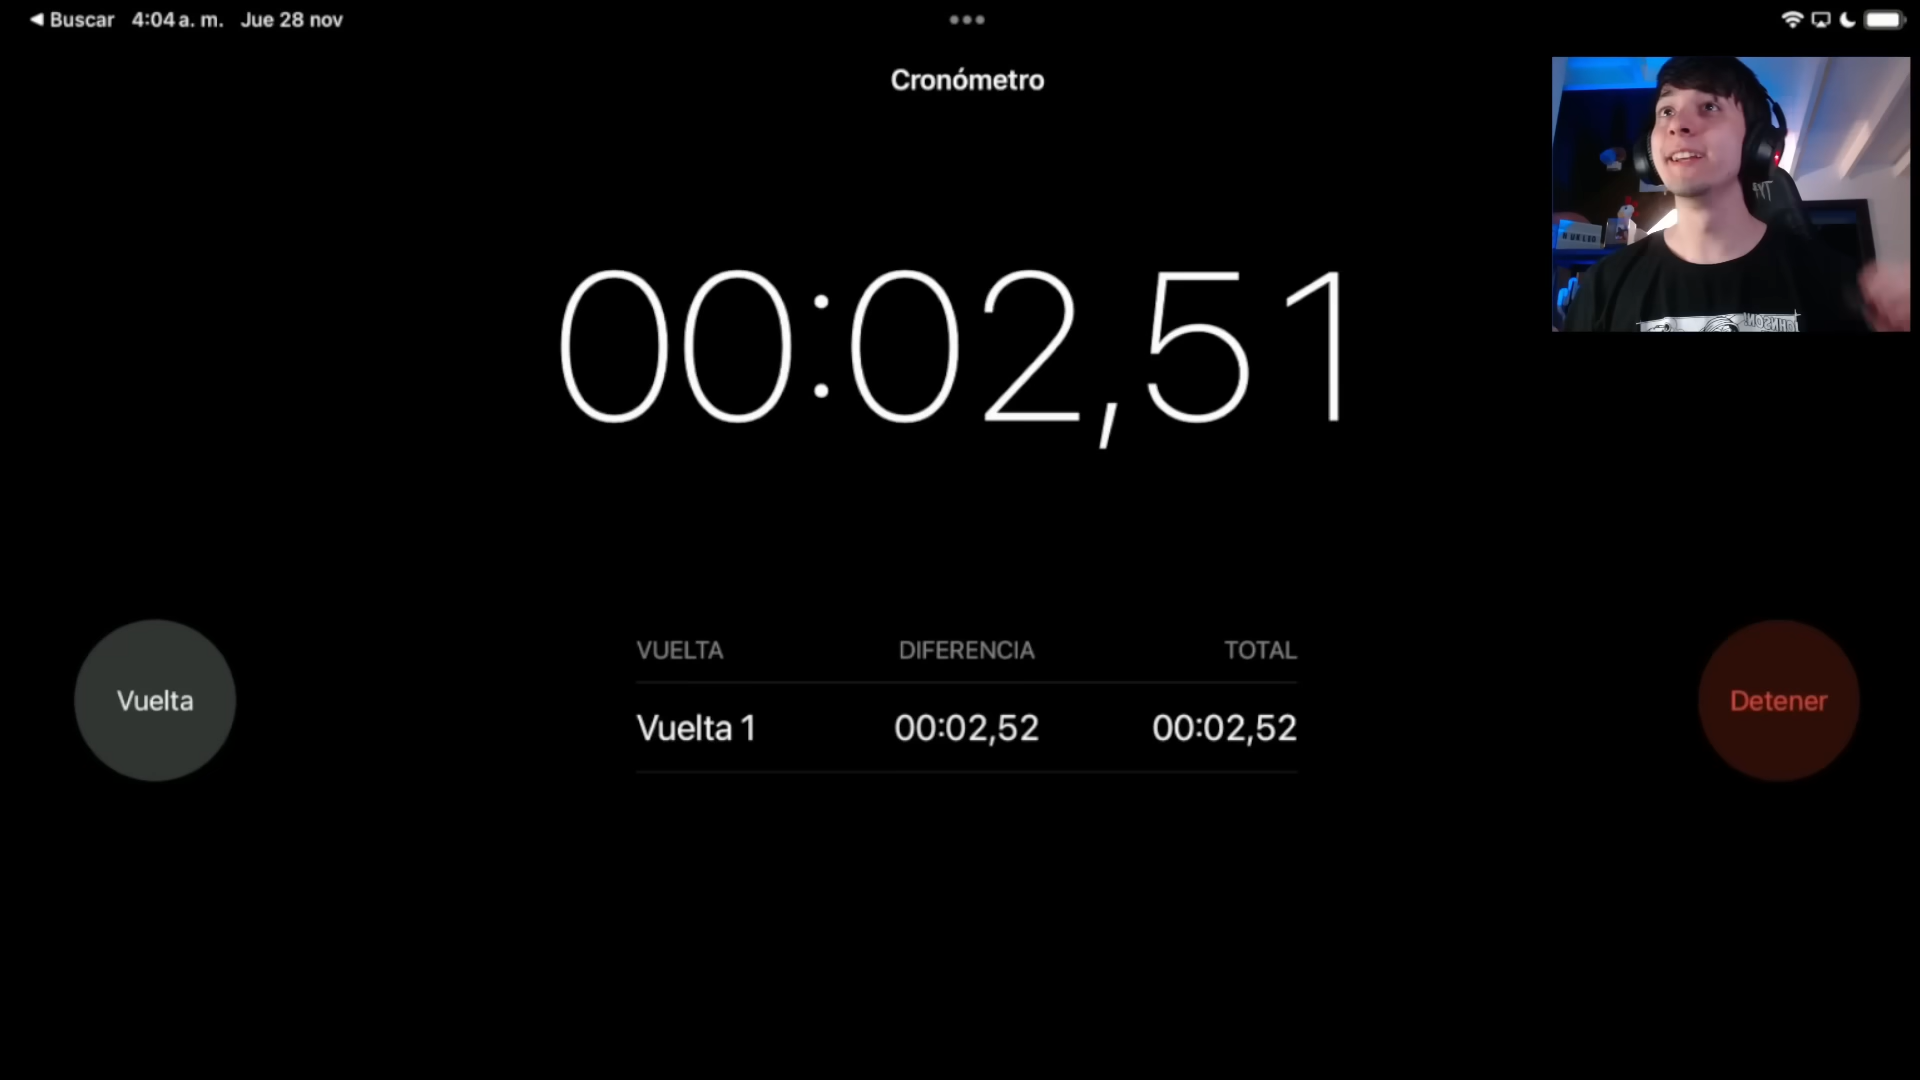 ◀ Buscar 4:04 a. m. Jue 28 nov
Cronómetro
00:02,51
Vuelta
VUELTA DIFERENCIA TOTAL
Vuelta 1 00:02,52 00:02,52
Detener